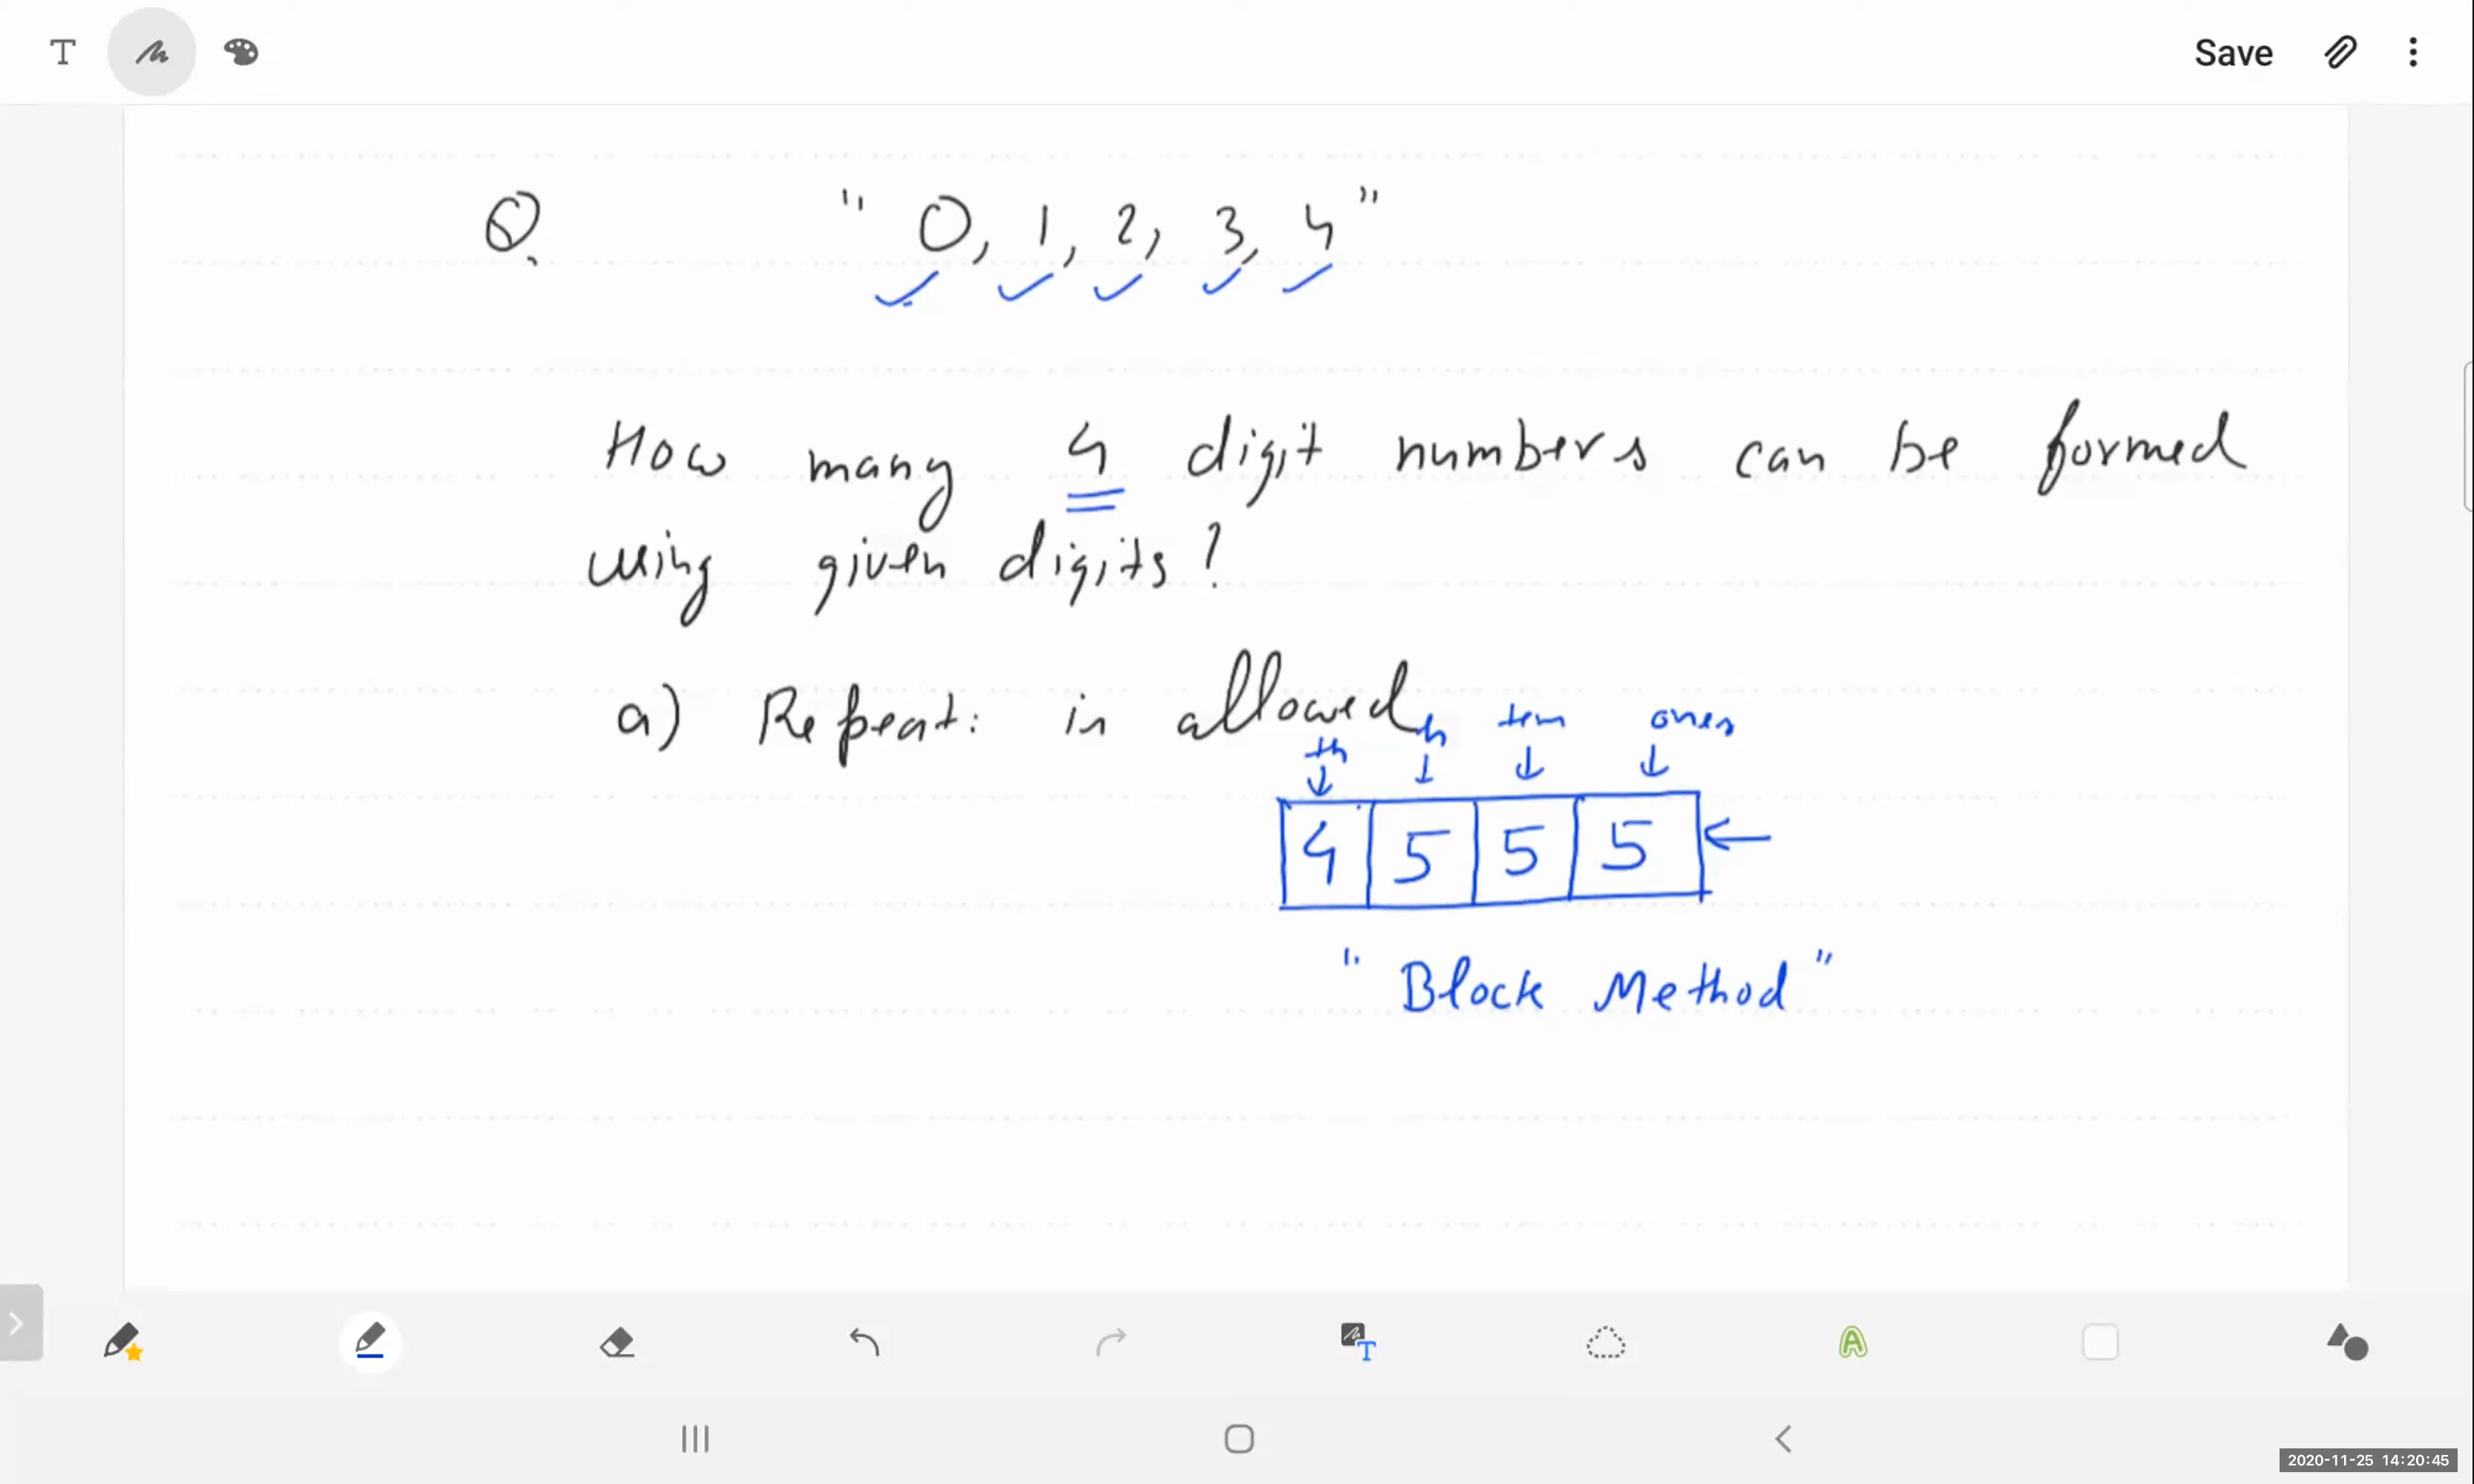 T
Save
Q.
" 0, 1, 2, 3, 4 "
How many 4 digit numbers can be formed
using given digits?
a) Repeat: is allowed
th h tens ones
4 5 5 5
" Block Method "
T
A
2020-11-25 14:20:45